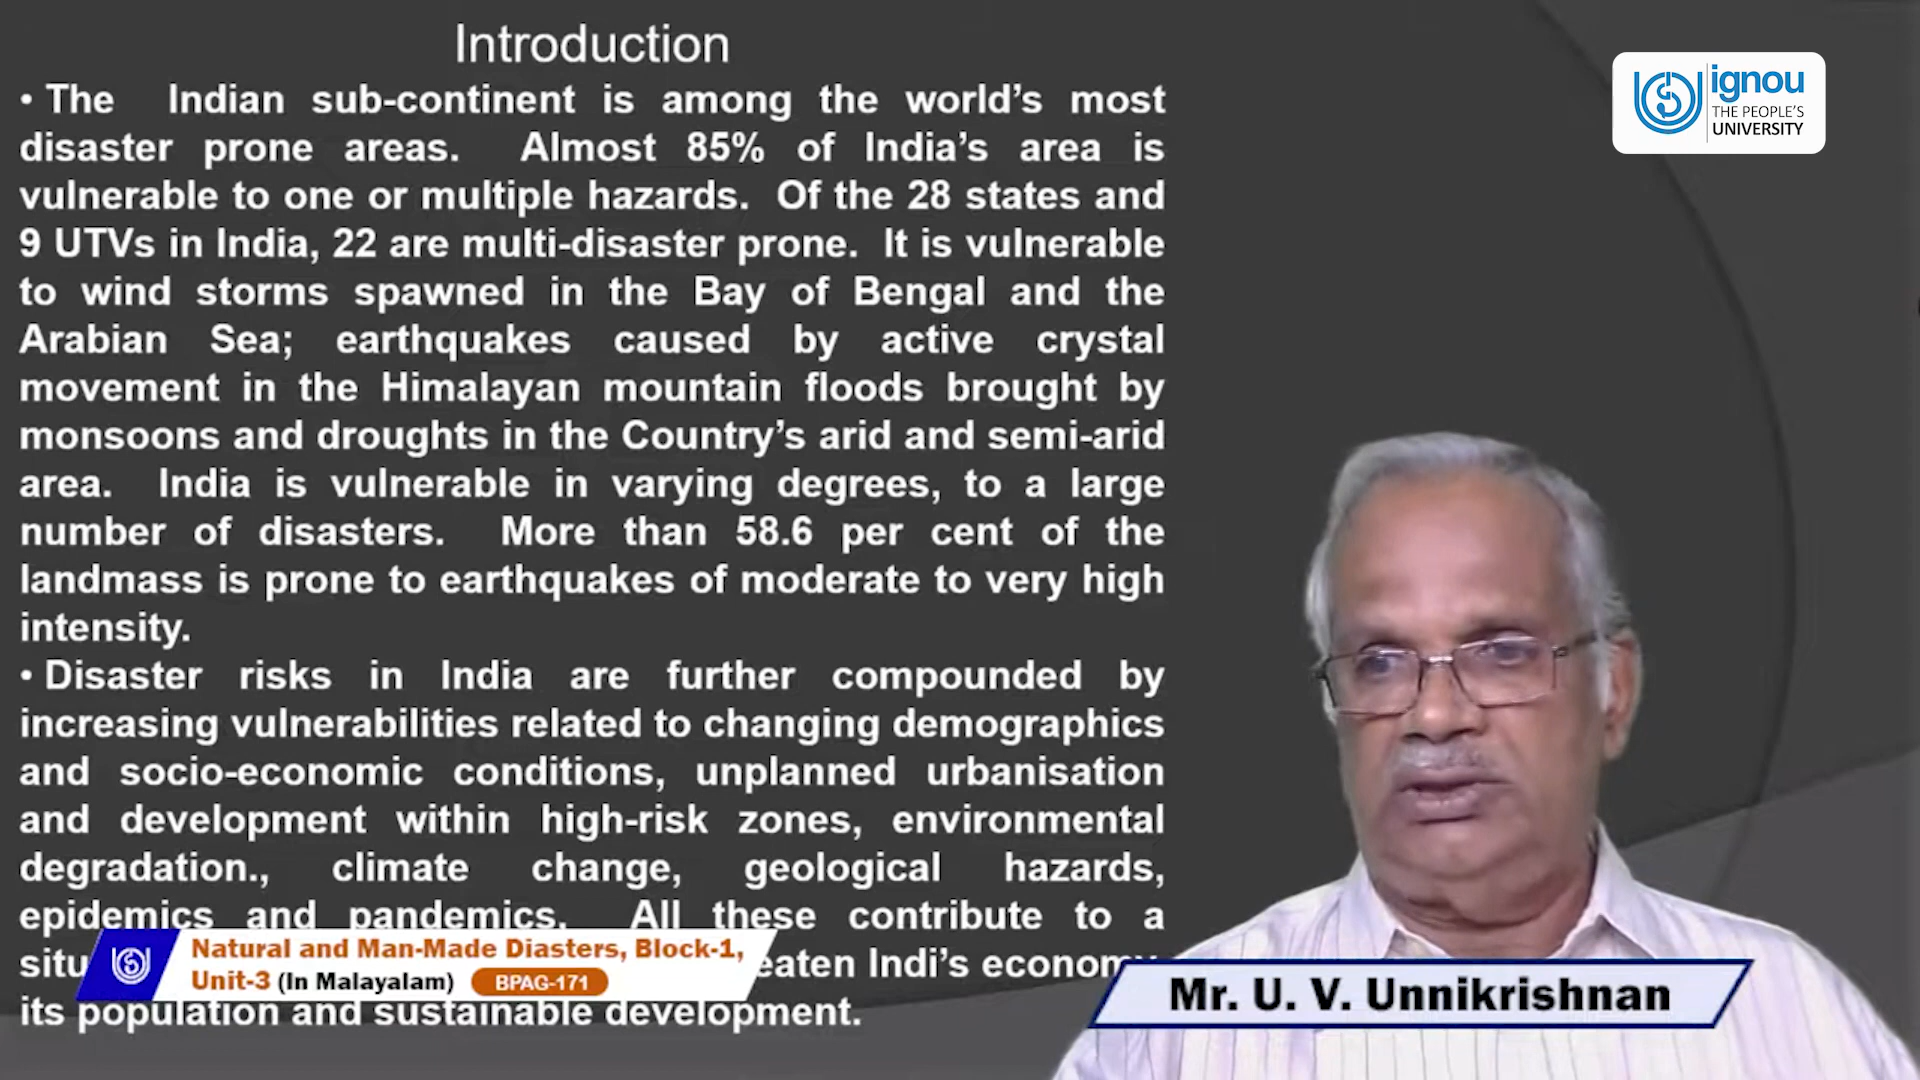 Introduction
• The Indian sub-continent is among the world’s most
disaster prone areas. Almost 85% of India’s area is
vulnerable to one or multiple hazards. Of the 28 states and
9 UTVs in India, 22 are multi-disaster prone. It is vulnerable
to wind storms spawned in the Bay of Bengal and the
Arabian Sea; earthquakes caused by active crystal
movement in the Himalayan mountain floods brought by
monsoons and droughts in the Country’s arid and semi-arid
area. India is vulnerable in varying degrees, to a large
number of disasters. More than 58.6 per cent of the
landmass is prone to earthquakes of moderate to very high
intensity.
• Disaster risks in India are further compounded by
increasing vulnerabilities related to changing demographics
and socio-economic conditions, unplanned urbanisation
and development within high-risk zones, environmental
degradation., climate change, geological hazards,
epidemics and pandemics. All these contribute to a
Indi’s economy,
its population and sustainable development.
ignou
THE PEOPLE'S
UNIVERSITY
Natural and Man-Made Diasters, Block-1,
Unit-3 (In Malayalam) BPAG-171
Mr. U. V. Unnikrishnan